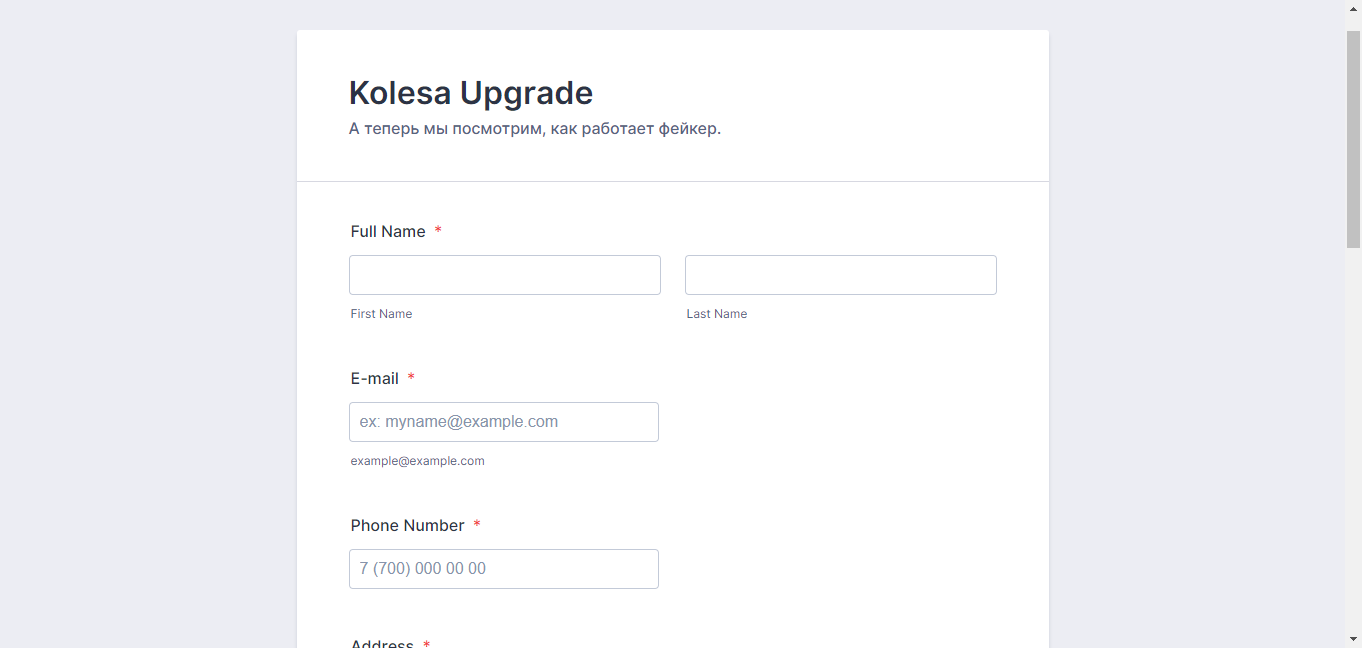 Kolesa Upgrade
А теперь мы посмотрим, как работает фейкер.
Full Name *
First Name
Last Name
E-mail *
ex: myname@example.com
example@example.com
Phone Number *
7 (700) 000 00 00
Address *